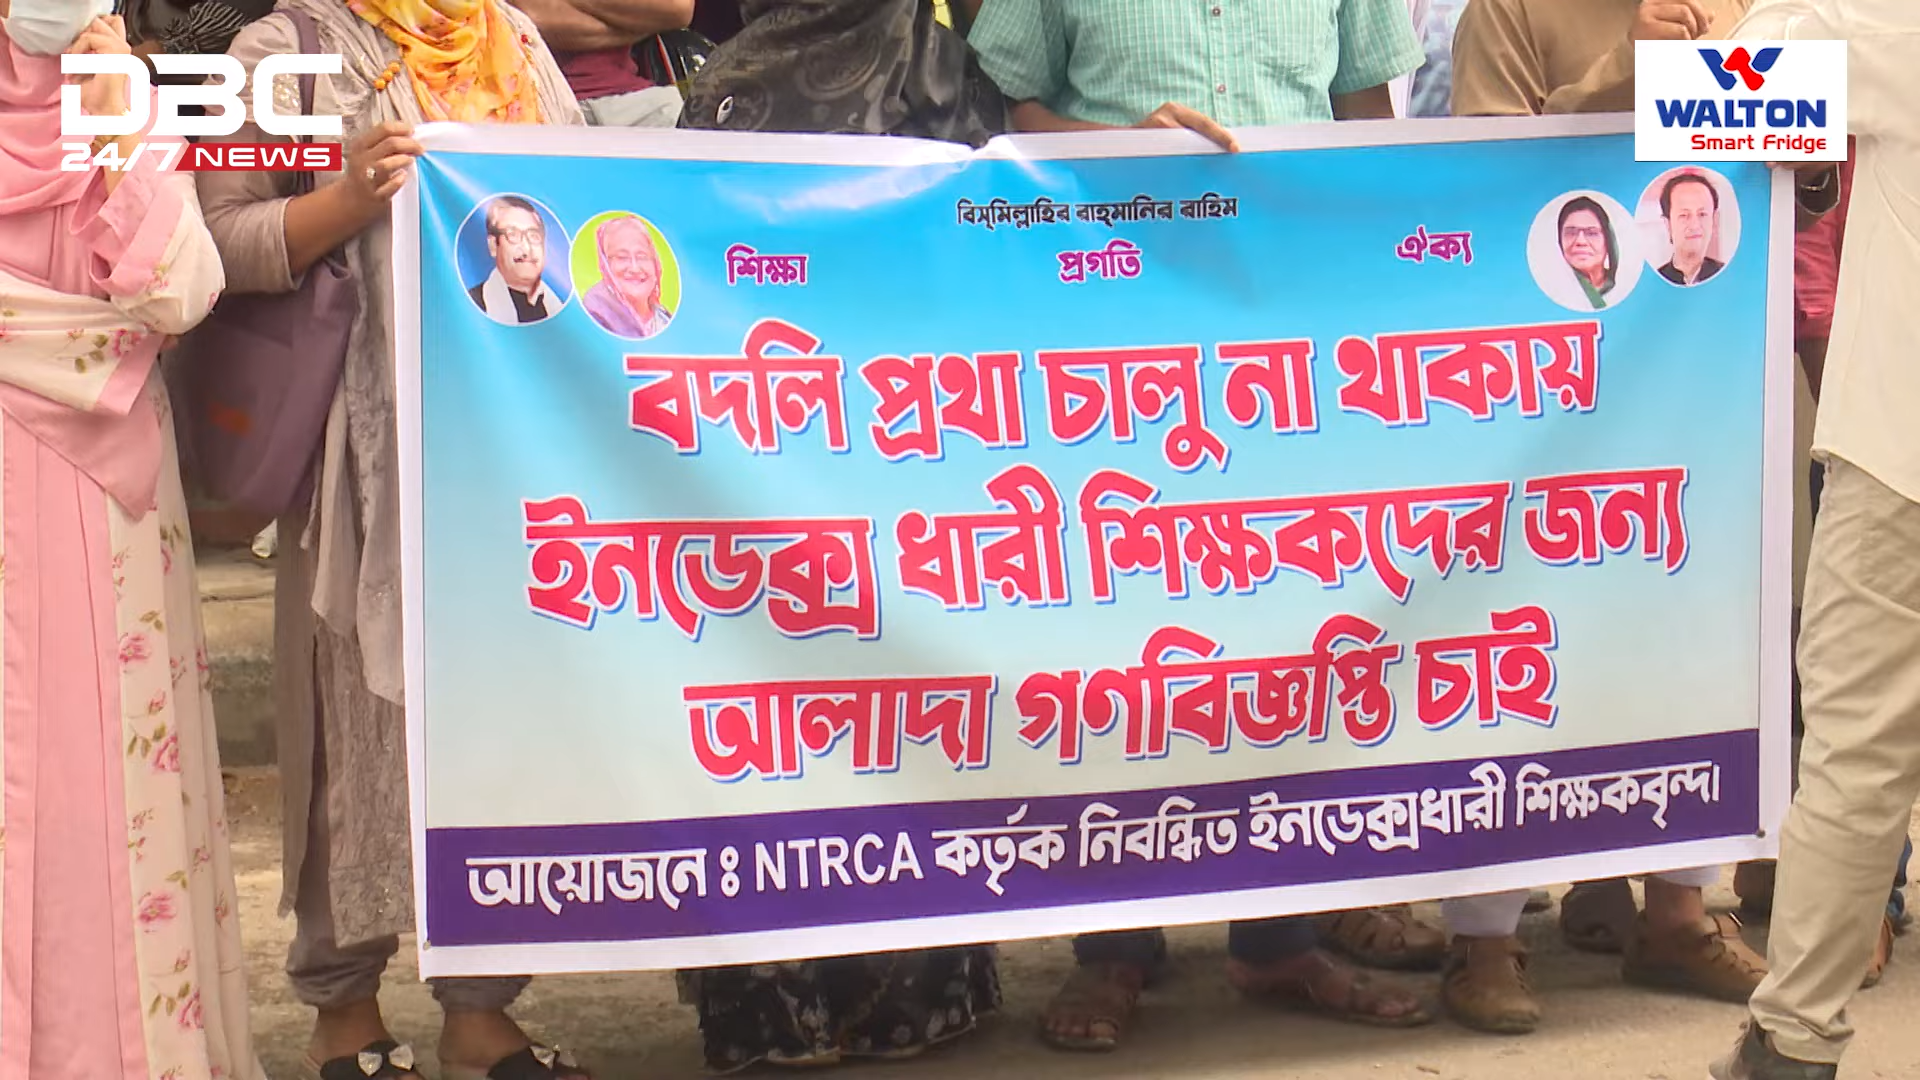 DBC
24/7 NEWS
WALTON
Smart Fridge
বিস্‌মিল্লাহির রাহ্‌মানির রাহিম
শিক্ষা প্রগতি ঐক্য
বদলি প্রথা চালু না থাকায়
ইনডেক্স ধারী শিক্ষকদের জন্য
আলাদা গণবিজ্ঞপ্তি চাই
আয়োজনে ঃ NTRCA কর্তৃক নিবন্ধিত ইনডেক্সধারী শিক্ষকবৃন্দ।